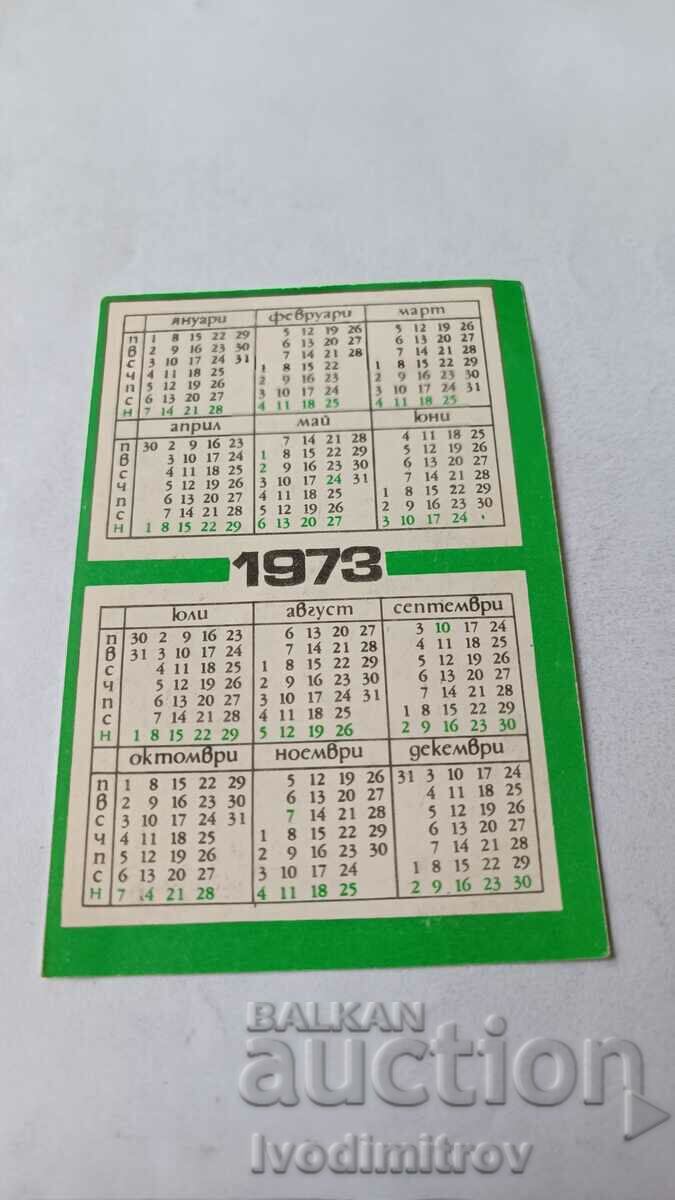 януари февруари март
п 1 8 15 22 29 5 12 19 26 5 12 19 26
в 2 9 16 23 30 6 13 20 27 6 13 20 27
с 3 10 17 24 31 7 14 21 28 7 14 21 28
ч 4 11 18 25 1 8 15 22 1 8 15 22 29
п 5 12 19 26 2 9 16 23 2 9 16 23 30
с 6 13 20 27 3 10 17 24 3 10 17 24 31
н 7 14 21 28 4 11 18 25 4 11 18 25
април май юни
п 30 2 9 16 23 7 14 21 28 4 11 18 25
в 3 10 17 24 1 8 15 22 29 5 12 19 26
с 4 11 18 25 2 9 16 23 30 6 13 20 27
ч 5 12 19 26 3 10 17 24 31 7 14 21 28
п 6 13 20 27 4 11 18 25 1 8 15 22 29
с 7 14 21 28 5 12 19 26 2 9 16 23 30
н 1 8 15 22 29 6 13 20 27 3 10 17 24
1973
юли август септември
п 30 2 9 16 23 6 13 20 27 3 10 17 24
в 31 3 10 17 24 7 14 21 28 4 11 18 25
с 4 11 18 25 1 8 15 22 29 5 12 19 26
ч 5 12 19 26 2 9 16 23 30 6 13 20 27
п 6 13 20 27 3 10 17 24 31 7 14 21 28
с 7 14 21 28 4 11 18 25 1 8 15 22 29
н 1 8 15 22 29 5 12 19 26 2 9 16 23 30
октомври ноември декември
п 1 8 15 22 29 5 12 19 26 31 3 10 17 24
в 2 9 16 23 30 6 13 20 27 4 11 18 25
с 3 10 17 24 31 7 14 21 28 5 12 19 26
ч 4 11 18 25 1 8 15 22 29 6 13 20 27
п 5 12 19 26 2 9 16 23 30 7 14 21 28
с 6 13 20 27 3 10 17 24 1 8 15 22 29
н 7 14 21 28 4 11 18 25 2 9 16 23 30
BALKAN
auction
Ivodimitrov